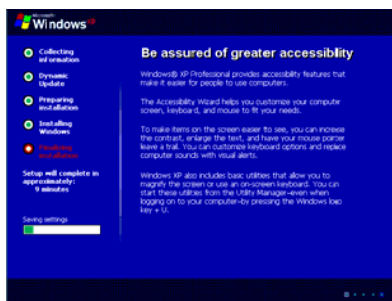 Microsoft
Windows xp
Collecting
information
Dynamic
Update
Preparing
installation
Installing
Windows
Finalizing
installation
Setup will complete in
approximately:
9 minutes
Saving settings
Be assured of greater accessibility
Windows® XP Professional provides accessibility features that
make it easier for people to use computers.
The Accessibility Wizard helps you customize your computer
screen, keyboard, and mouse to fit your needs.
To make items on the screen easier to see, you can increase
the contrast, enlarge the text, and have your mouse pointer
leave a trail. You can customize keyboard options and replace
computer sounds with visual alerts.
Windows XP also includes basic utilities that allow you to
magnify the screen or use an on-screen keyboard. You can
start these utilities from the Utility Manager-even when
logging on to your computer-by pressing the Windows logo
key + U.